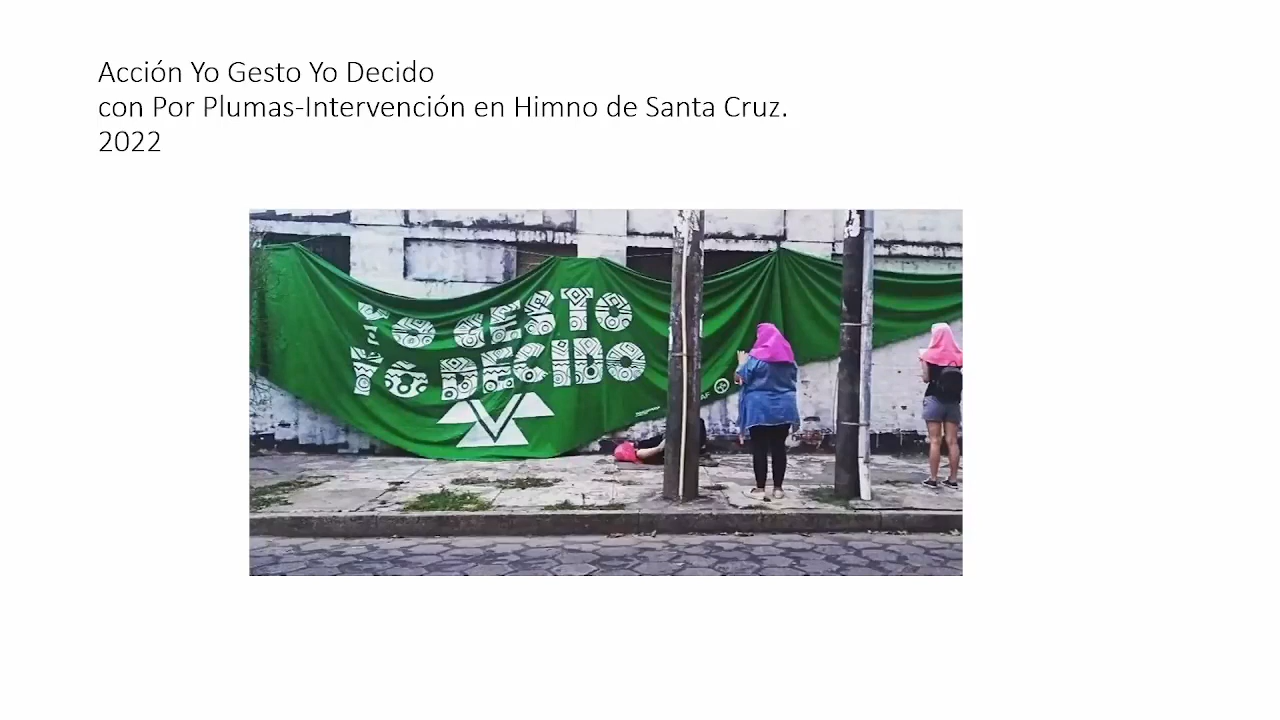 Acción Yo Gesto Yo Decido
con Por Plumas-Intervención en Himno de Santa Cruz.
2022
YO GESTO
YO DECIDO